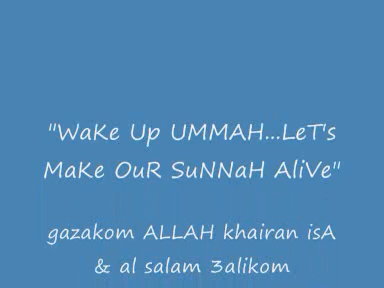 "WaKe Up UMMAH...LeT's
MaKe OuR SuNNaH AliVe"
gazakom ALLAH khairan isA
& al salam 3alikom